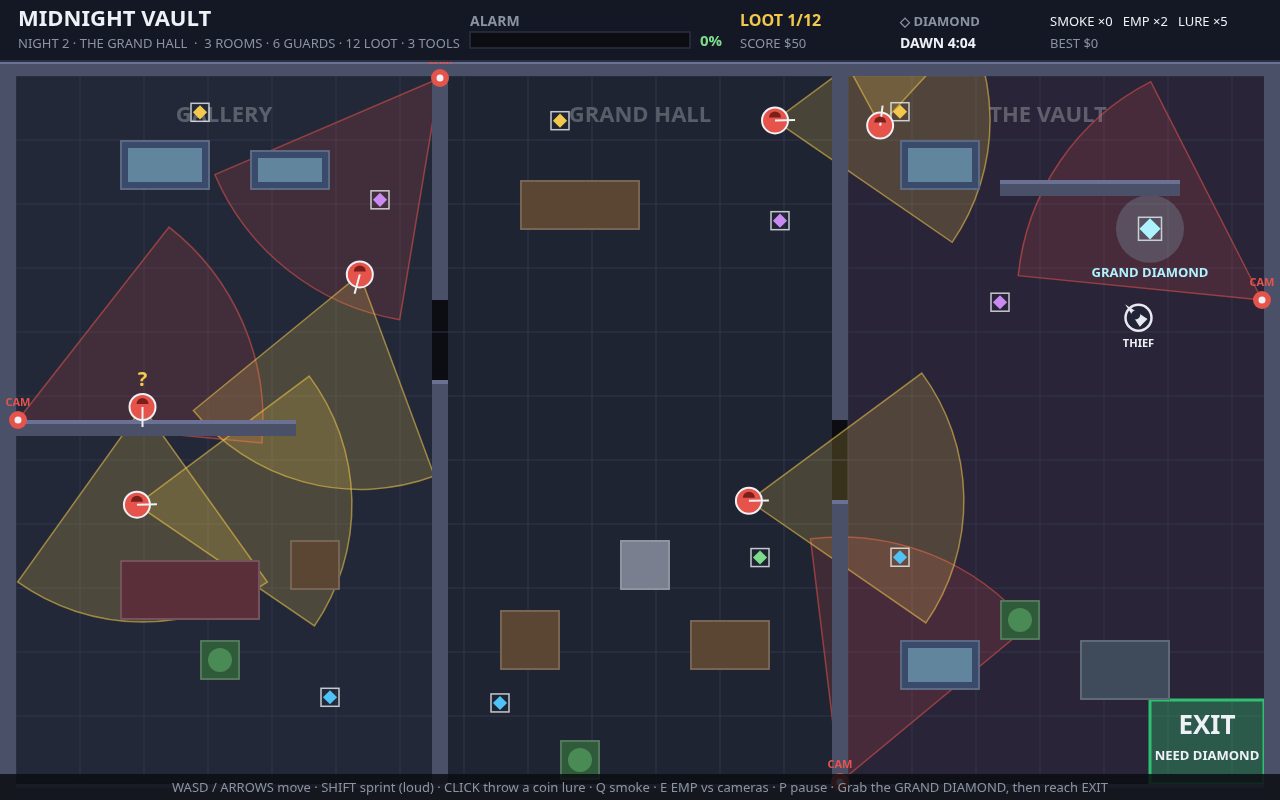 MIDNIGHT VAULT
NIGHT 2 · THE GRAND HALL · 3 ROOMS · 6 GUARDS · 12 LOOT · 3 TOOLS
ALARM
0%
LOOT 1/12
SCORE $50
◇ DIAMOND
DAWN 4:04
SMOKE ×0 EMP ×2 LURE ×5
BEST $0
GALLERY
GRAND HALL
THE VAULT
GRAND DIAMOND
CAM
THIEF
?
CAM
CAM
EXIT
NEED DIAMOND
WASD / ARROWS move · SHIFT sprint (loud) · CLICK throw a coin lure · Q smoke · E EMP vs cameras · P pause · Grab the GRAND DIAMOND, then reach EXIT